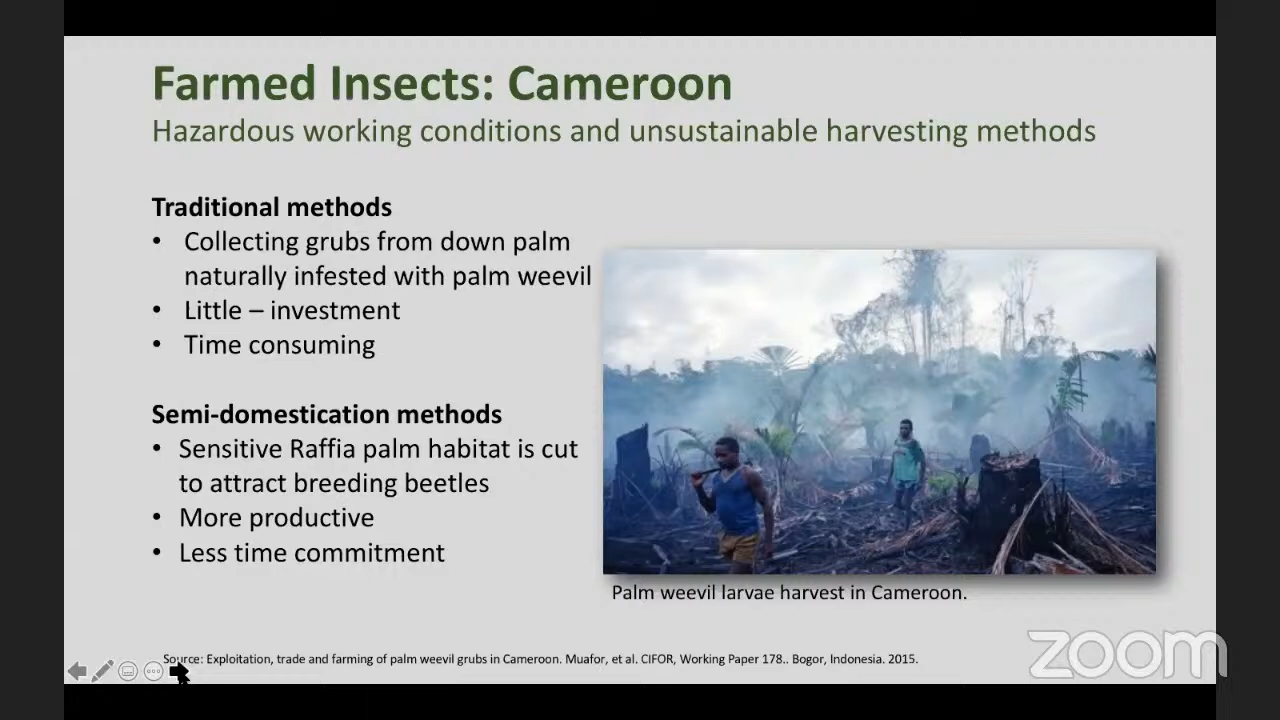 Farmed Insects: Cameroon
Hazardous working conditions and unsustainable harvesting methods
Traditional methods
• Collecting grubs from down palm
naturally infested with palm weevil
• Little – investment
• Time consuming
Semi-domestication methods
• Sensitive Raffia palm habitat is cut
to attract breeding beetles
• More productive
• Less time commitment
Palm weevil larvae harvest in Cameroon.
Source: Exploitation, trade and farming of palm weevil grubs in Cameroon. Muafor, et al. CIFOR, Working Paper 178.. Bogor, Indonesia. 2015.
zoom